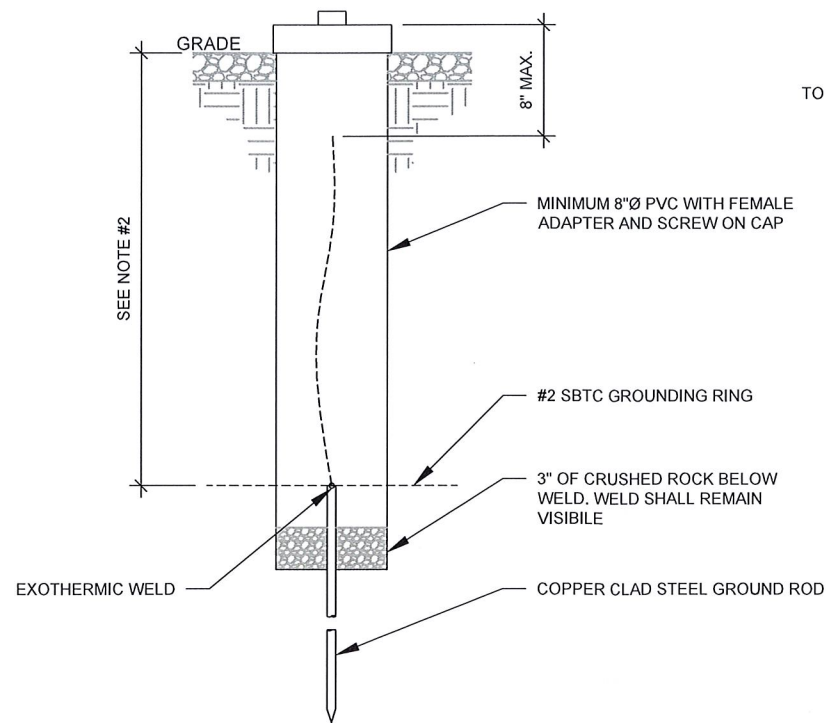 GRADE
8" MAX.
TO
SEE NOTE #2
MINIMUM 8"Ø PVC WITH FEMALE
ADAPTER AND SCREW ON CAP
#2 SBTC GROUNDING RING
3" OF CRUSHED ROCK BELOW
WELD. WELD SHALL REMAIN
VISIBILE
EXOTHERMIC WELD
COPPER CLAD STEEL GROUND ROD